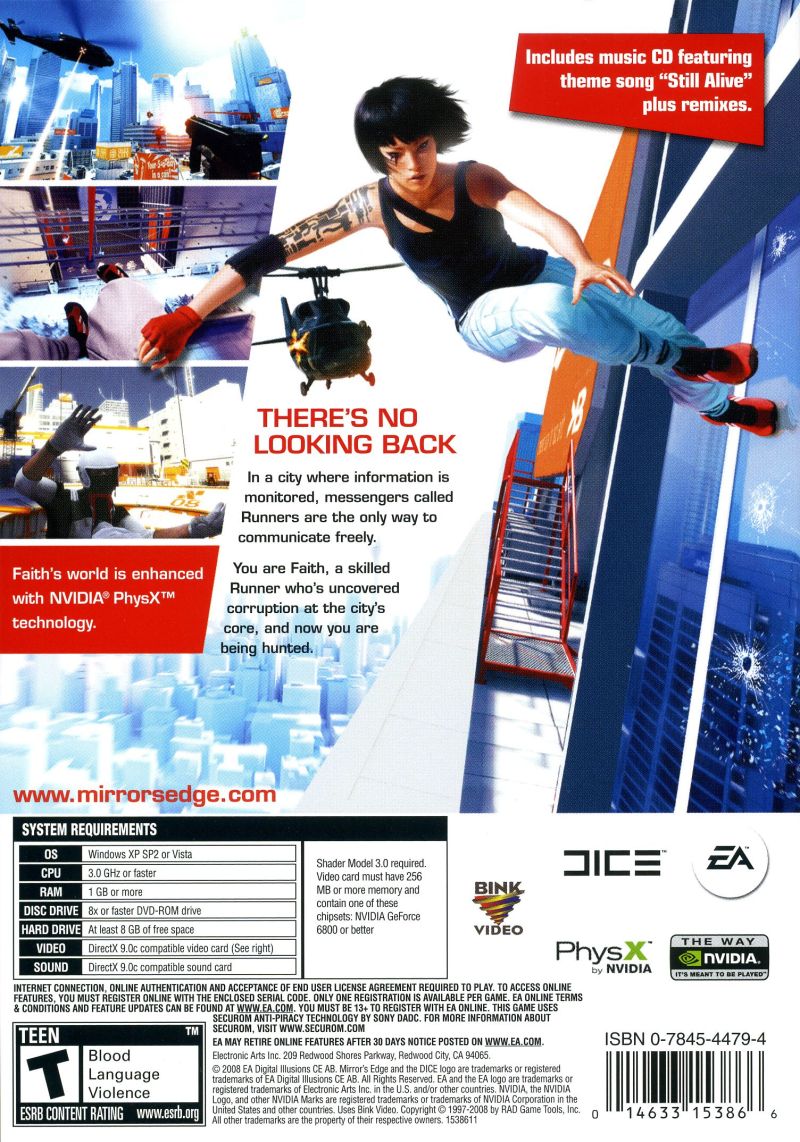 Includes music CD featuring
theme song “Still Alive”
plus remixes.
THERE'S NO
LOOKING BACK
In a city where information is
monitored, messengers called
Runners are the only way to
communicate freely.
You are Faith, a skilled
Runner who's uncovered
corruption at the city's
core, and now you are
being hunted.
Faith's world is enhanced
with NVIDIA® PhysX™
technology.
www.mirrorsedge.com
SYSTEM REQUIREMENTS
OS Windows XP SP2 or Vista
CPU 3.0 GHz or faster
RAM 1 GB or more
DISC DRIVE 8x or faster DVD-ROM drive
HARD DRIVE At least 8 GB of free space
VIDEO DirectX 9.0c compatible video card (See right)
SOUND DirectX 9.0c compatible sound card
Shader Model 3.0 required.
Video card must have 256
MB or more memory and
contain one of these
chipsets: NVIDIA GeForce
6800 or better
BINK
VIDEO
DICE™
EA™
PhysX™
by NVIDIA
THE WAY
NVIDIA.
IT'S MEANT TO BE PLAYED™
INTERNET CONNECTION, ONLINE AUTHENTICATION AND ACCEPTANCE OF END USER LICENSE AGREEMENT REQUIRED TO PLAY. TO ACCESS ONLINE
FEATURES, YOU MUST REGISTER ONLINE WITH THE ENCLOSED SERIAL CODE. ONLY ONE REGISTRATION IS AVAILABLE PER GAME. EA ONLINE TERMS
& CONDITIONS AND FEATURE UPDATES CAN BE FOUND AT WWW.EA.COM. YOU MUST BE 13+ TO REGISTER WITH EA ONLINE. THIS GAME USES
SECUROM ANTI-PIRACY TECHNOLOGY BY SONY DADC. FOR MORE INFORMATION ABOUT
SECUROM, VISIT WWW.SECUROM.COM
EA MAY RETIRE ONLINE FEATURES AFTER 30 DAYS NOTICE POSTED ON WWW.EA.COM.
Electronic Arts Inc. 209 Redwood Shores Parkway, Redwood City, CA 94065.
© 2008 EA Digital Illusions CE AB. Mirror's Edge and the DICE logo are trademarks or registered
trademarks of EA Digital Illusions CE AB. All Rights Reserved. EA and the EA logo are trademarks or
registered trademarks of Electronic Arts Inc. in the U.S. and/or other countries. NVIDIA, the NVIDIA
Logo, and other NVIDIA Marks are registered trademarks or trademarks of NVIDIA Corporation in the
United States and other countries. Uses Bink Video. Copyright © 1997-2008 by RAD Game Tools, Inc.
All other trademarks are the property of their respective owners. 1538611
TEEN ™
T
Blood
Language
Violence
ESRB CONTENT RATING www.esrb.org
ISBN 0-7845-4479-4
0 14633 15386 6